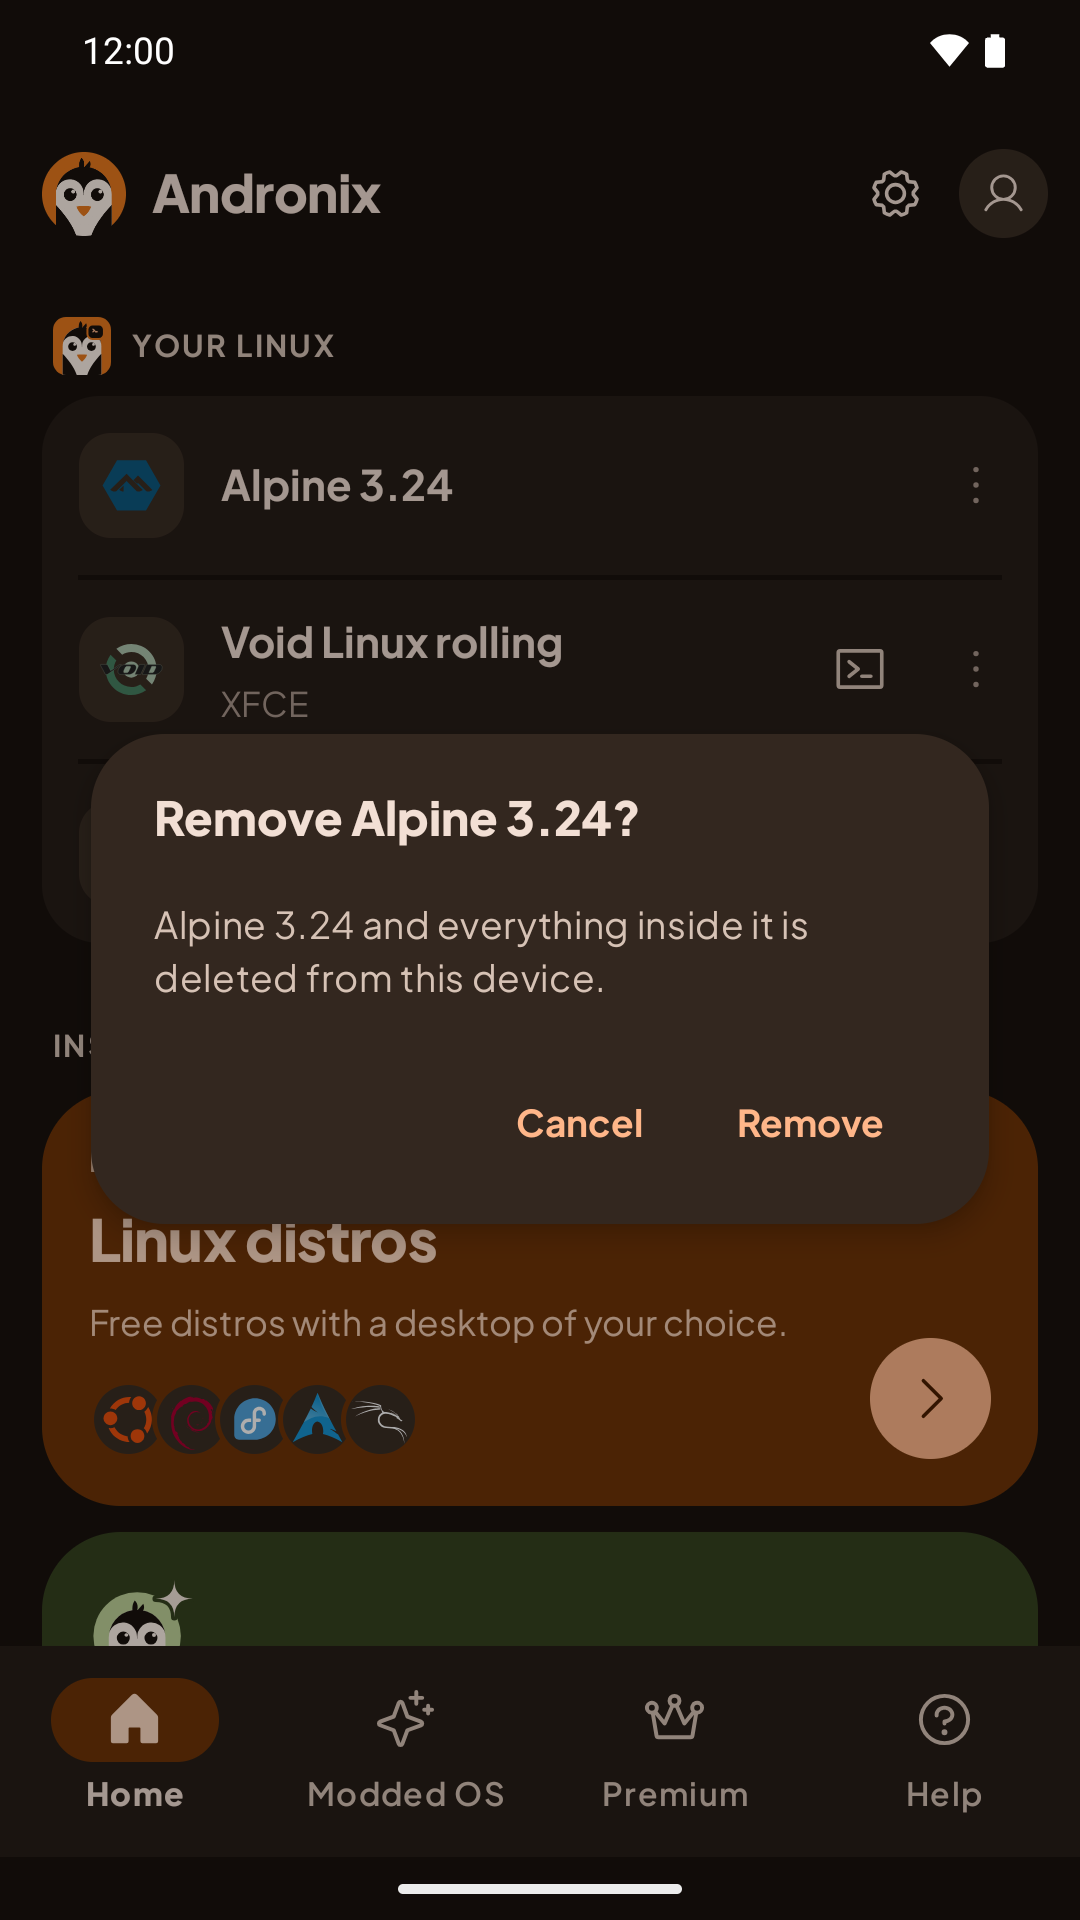 12:00
Andronix
YOUR LINUX
Alpine 3.24
Void Linux rolling
XFCE
Remove Alpine 3.24?
Alpine 3.24 and everything inside it is
deleted from this device.
Cancel
Remove
Linux distros
Free distros with a desktop of your choice.
Home
Modded OS
Premium
Help